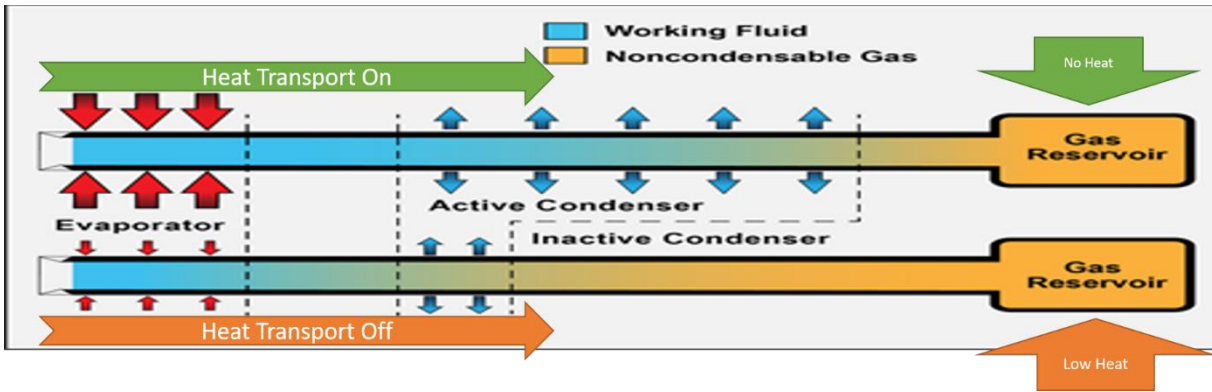 Working Fluid
Noncondensable Gas
Heat Transport On
No Heat
Gas
Reservoir
Active Condenser
Evaporator
Inactive Condenser
Gas
Reservoir
Heat Transport Off
Low Heat